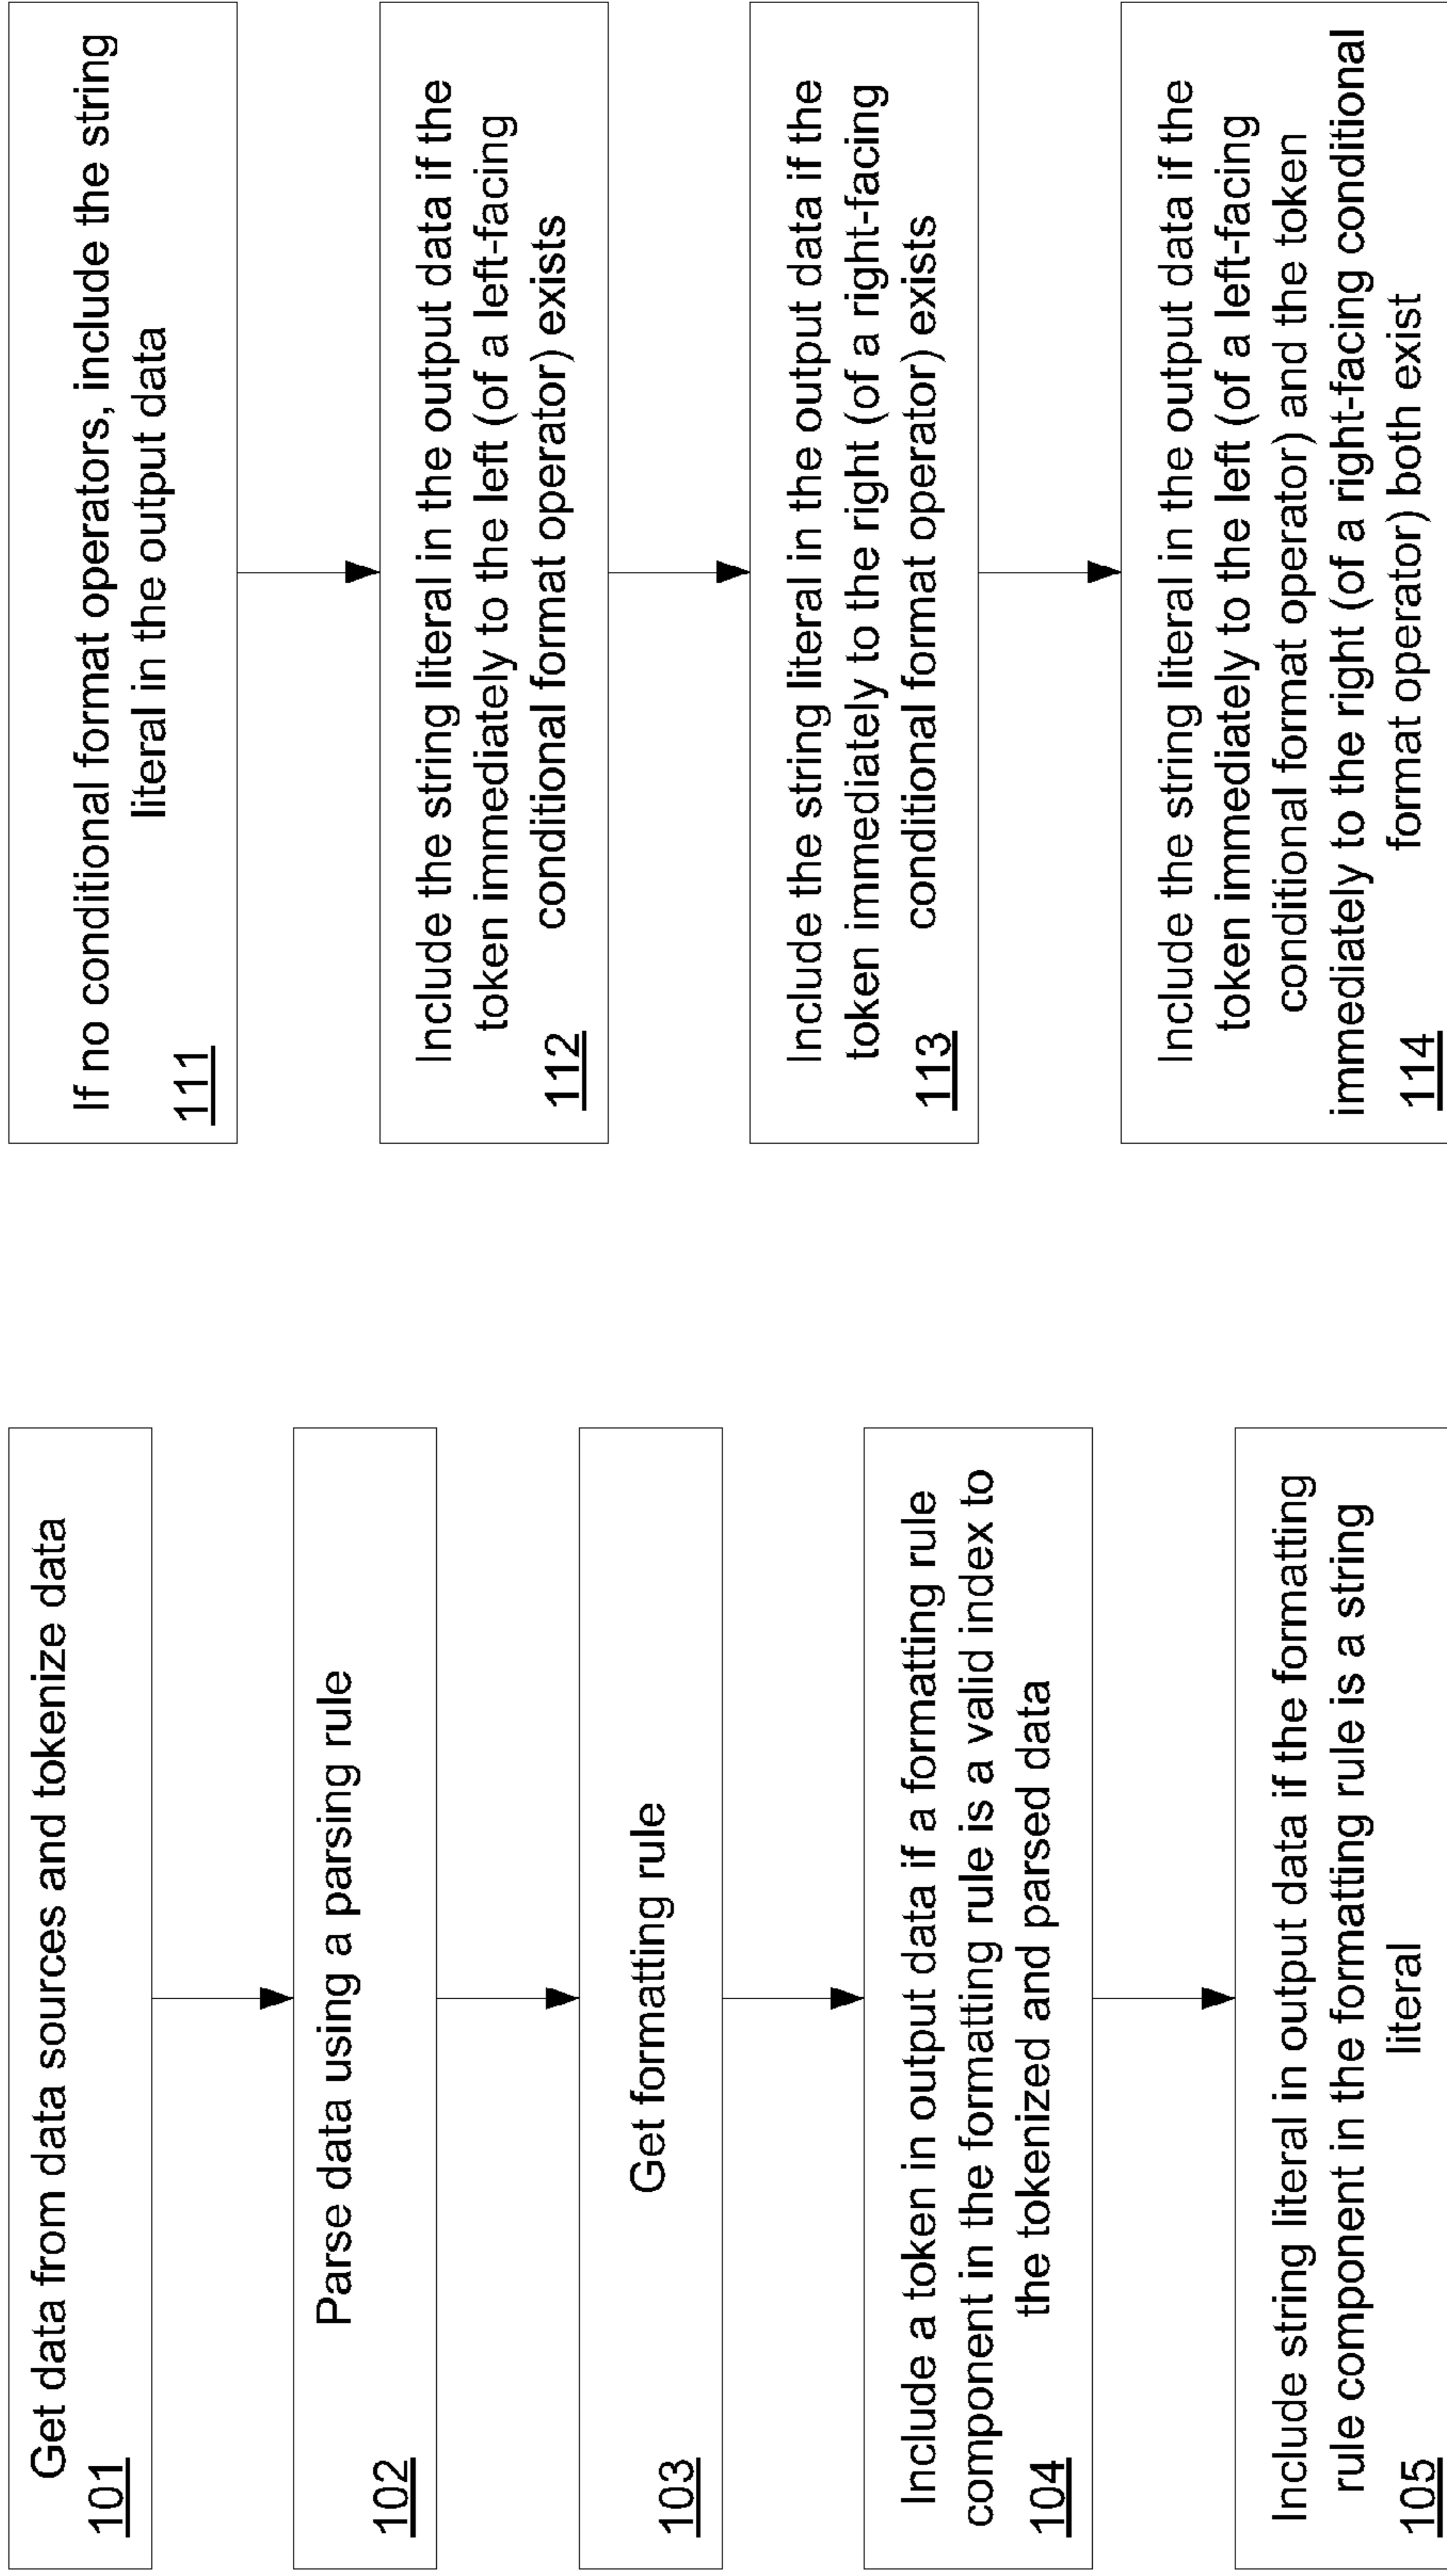 Get data from data sources and tokenize data
101
Parse data using a parsing rule
102
Get formatting rule
103
Include a token in output data if a formatting rule
component in the formatting rule is a valid index to
the tokenized and parsed data
104
Include string literal in output data if the formatting
rule component in the formatting rule is a string
literal
105
If no conditional format operators, include the string
literal in the output data
111
Include the string literal in the output data if the
token immediately to the left (of a left-facing
conditional format operator) exists
112
Include the string literal in the output data if the
token immediately to the right (of a right-facing
conditional format operator) exists
113
Include the string literal in the output data if the
token immediately to the left (of a left-facing
conditional format operator) and the token
immediately to the right (of a right-facing conditional
format operator) both exist
114